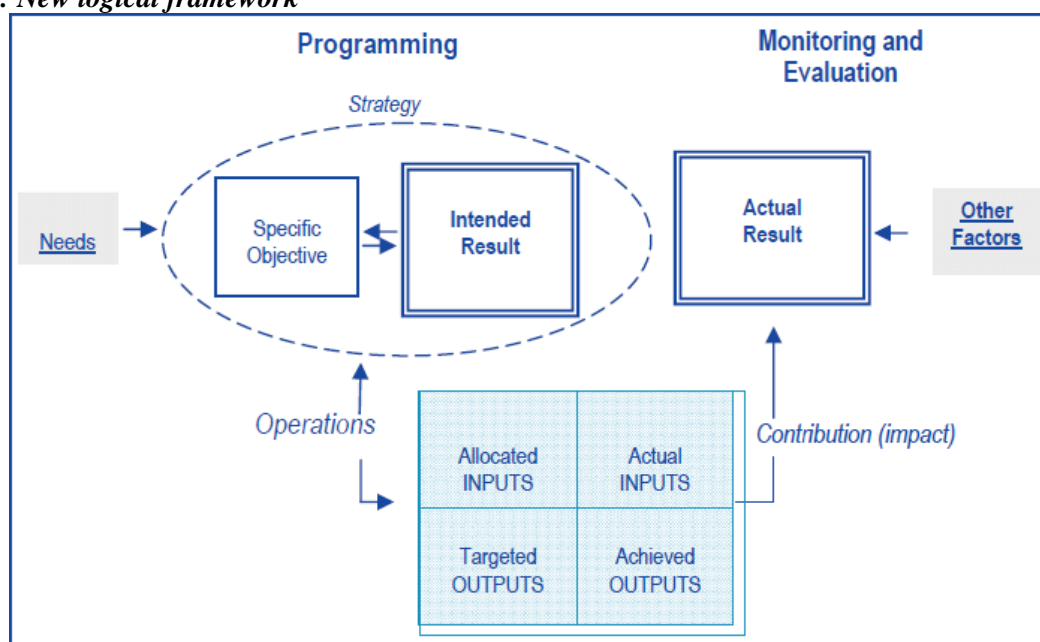 : New logical framework
Programming
Monitoring and
Evaluation
Strategy
Needs
Specific
Objective
Intended
Result
Actual
Result
Other
Factors
Operations
Allocated
INPUTS
Actual
INPUTS
Targeted
OUTPUTS
Achieved
OUTPUTS
Contribution (impact)